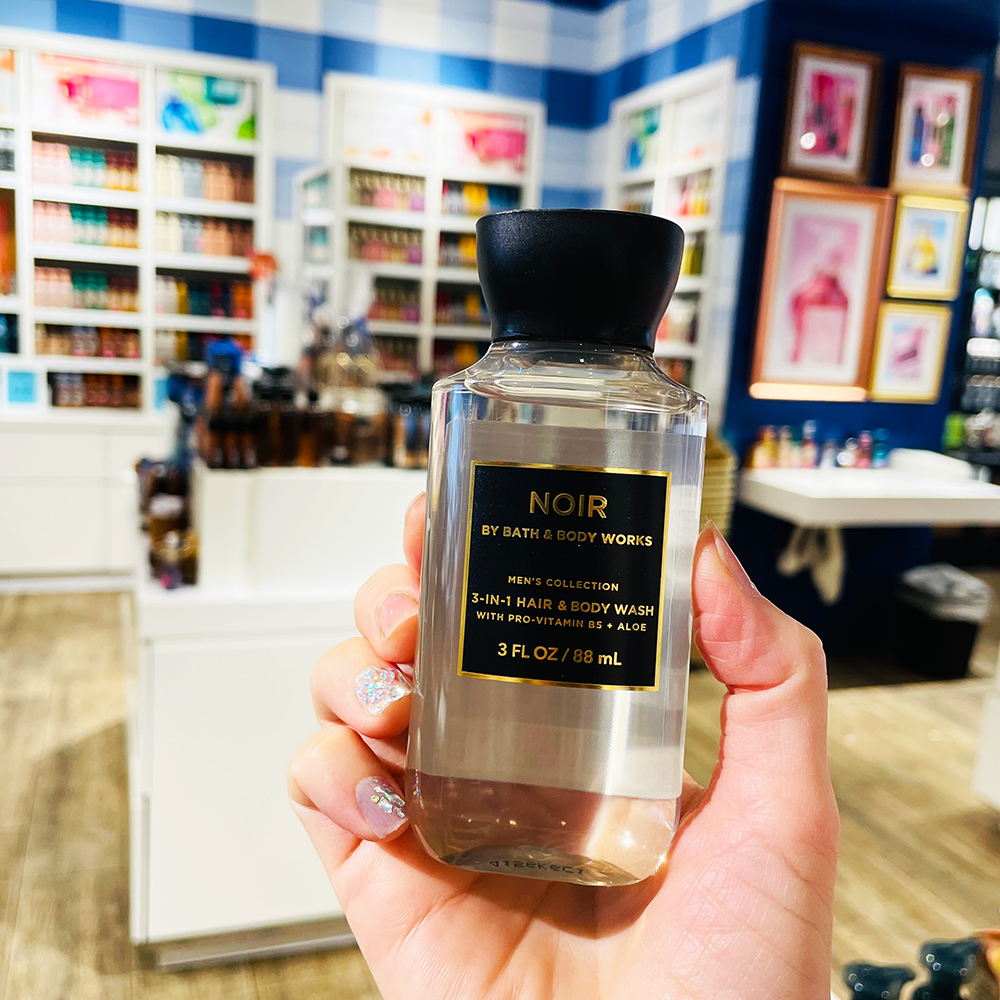 NOIR
BY BATH & BODY WORKS
MEN'S COLLECTION
3-IN-1 HAIR & BODY WASH
WITH PRO-VITAMIN B5 + ALOE
3 FL OZ / 88 mL